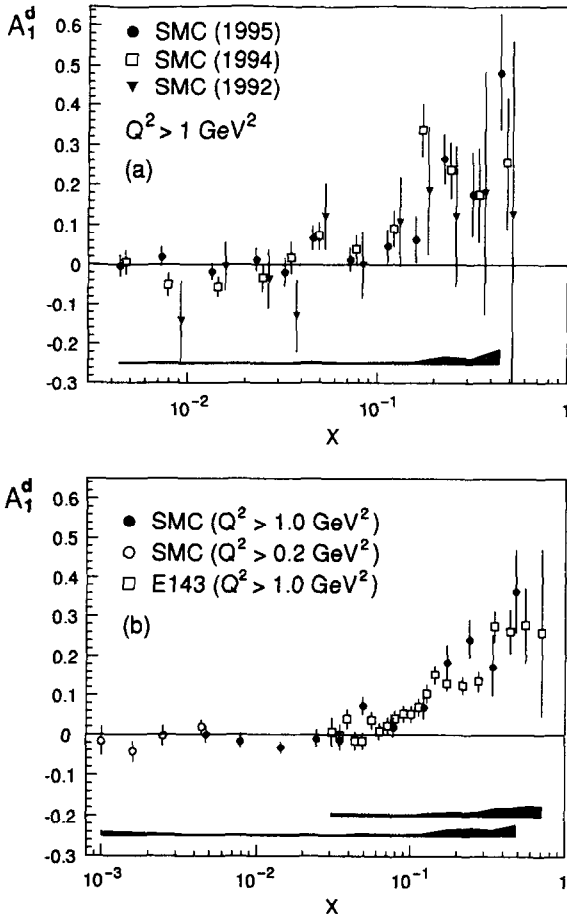 A₁ᵈ
0.6
0.5
0.4
0.3
0.2
0.1
0
-0.1
-0.2
-0.3
SMC (1995)
SMC (1994)
SMC (1992)
Q² > 1 GeV²
(a)
10⁻² 10⁻¹ 1
X
A₁ᵈ
0.6
0.5
0.4
0.3
0.2
0.1
0
-0.1
-0.2
-0.3
SMC (Q² > 1.0 GeV²)
SMC (Q² > 0.2 GeV²)
E143 (Q² > 1.0 GeV²)
(b)
10⁻³ 10⁻² 10⁻¹ 1
X